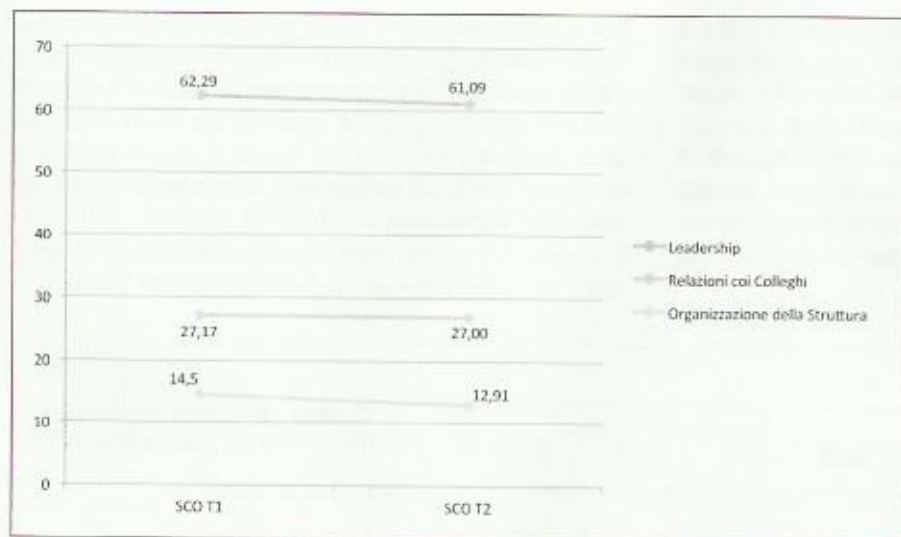 70
62,29
61,09
60
50
40
Leadership
Relazioni coi Colleghi
30
Organizzazione della Struttura
27,17
27,00
20
14,5
12,91
10
0
SCO T1
SCO T2